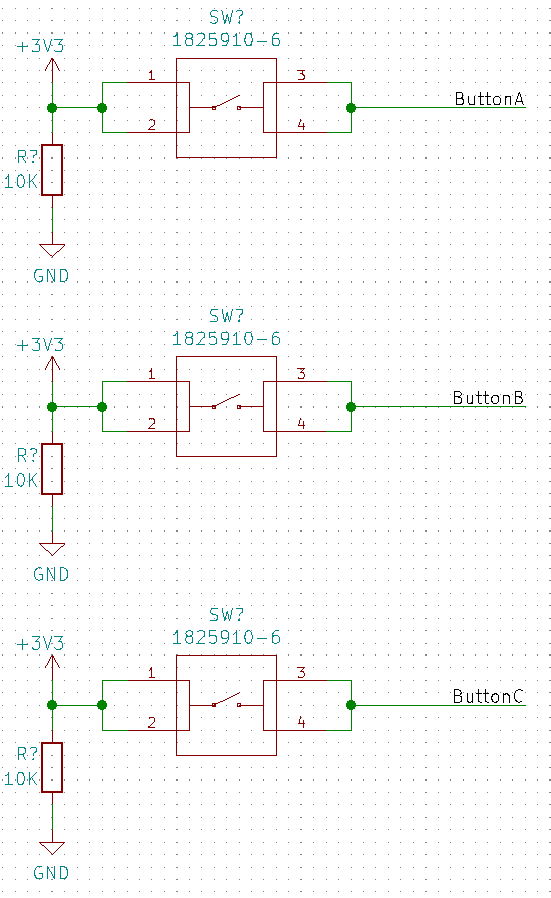 SW?
1825910-6
+3V3
1
3
ButtonA
2
4
R?
10K
GND
SW?
1825910-6
+3V3
1
3
ButtonB
2
4
R?
10K
GND
SW?
1825910-6
+3V3
1
3
ButtonC
2
4
R?
10K
GND